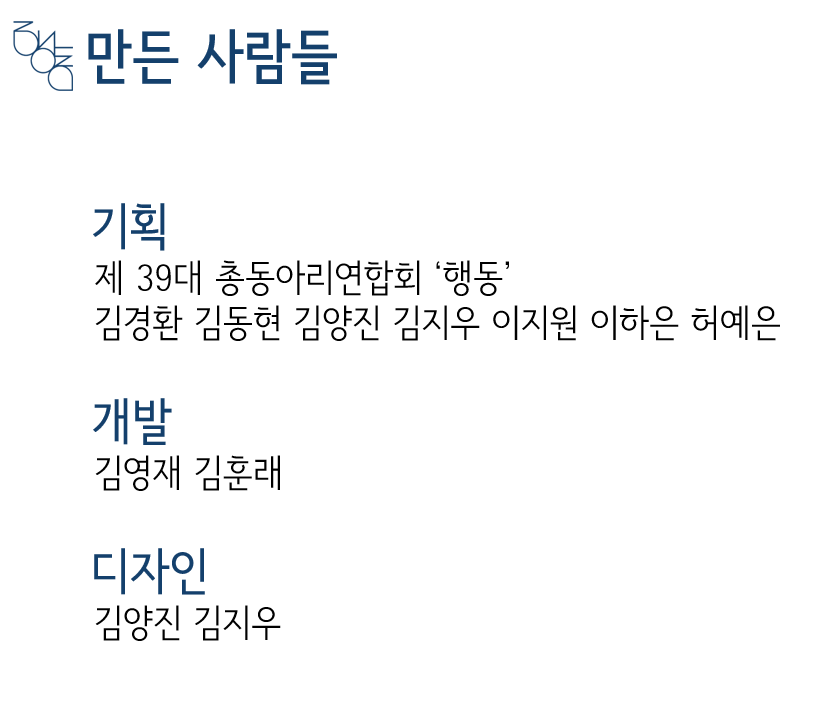 만든 사람들
기획
제 39대 총동아리연합회 ‘행동’
김경환 김동현 김양진 김지우 이지원 이하은 허예은
개발
김영재 김훈래
디자인
김양진 김지우